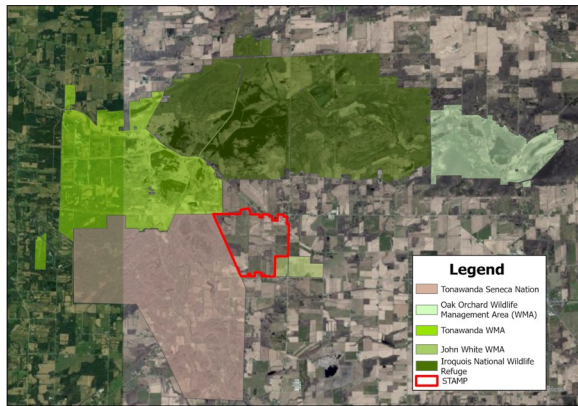 Legend
Tonawanda Seneca Nation
Oak Orchard Wildlife
Management Area (WMA)
Tonawanda WMA
John White WMA
Iroquois National Wildlife
Refuge
STAMP